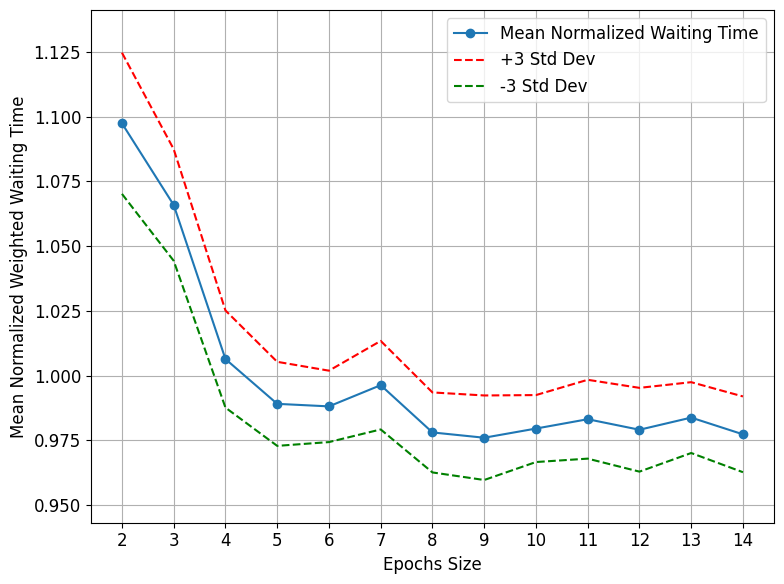 Mean Normalized Waiting Time
+3 Std Dev
-3 Std Dev
Mean Normalized Weighted Waiting Time
1.125
1.100
1.075
1.050
1.025
1.000
0.975
0.950
2 3 4 5 6 7 8 9 10 11 12 13 14
Epochs Size